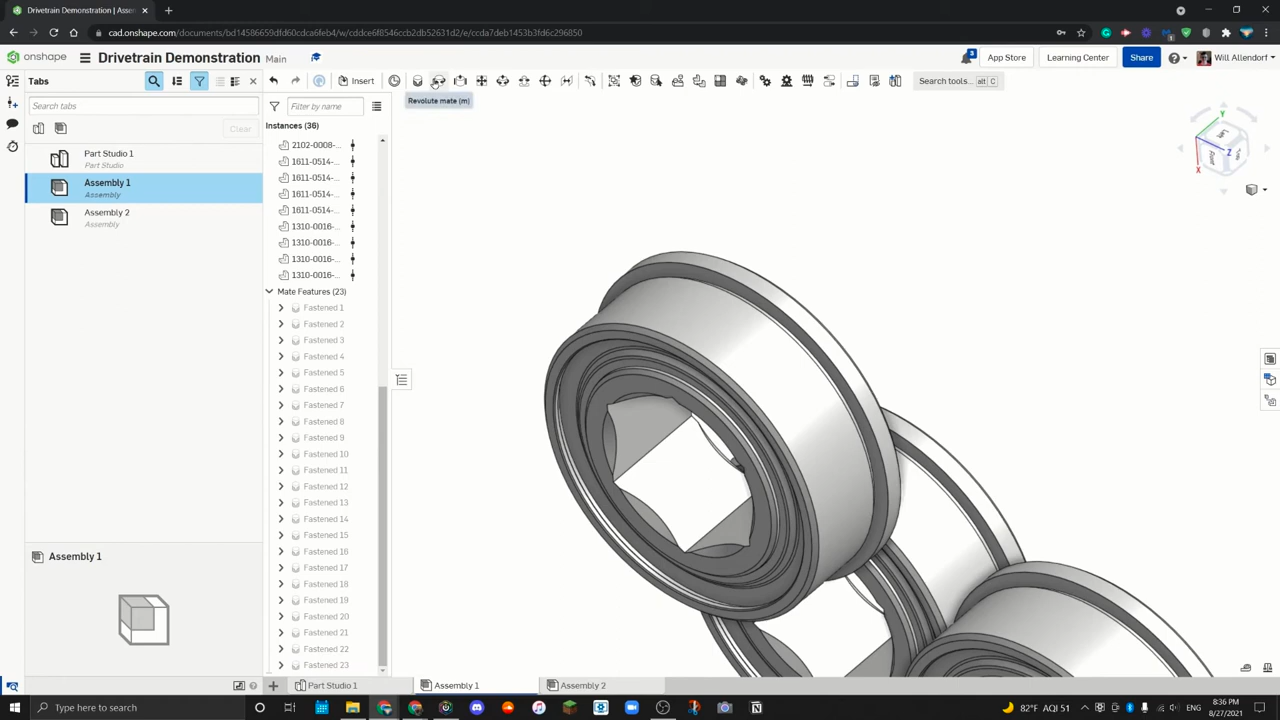 Drivetrain Demonstration | Assem
cad.onshape.com/documents/bd14586659dfd60cdca6feb4/w/cddce6f8546ccb2db52631d2/e/ccda7deb1453b3fd6c296850
onshape
Drivetrain Demonstration Main
3
App Store
Learning Center
Share
Will Allendorf
Tabs
Insert
Search tools... alt C
Revolute mate (m)
Search tabs
Filter by name
Clear
Instances (36)
Part Studio 1
Part Studio
Assembly 1
Assembly
Assembly 2
Assembly
2102-0008-...
1611-0514-...
1611-0514-...
1611-0514-...
1611-0514-...
1310-0016-...
1310-0016-...
1310-0016-...
1310-0016-...
Mate Features (23)
Fastened 1
Fastened 2
Fastened 3
Fastened 4
Fastened 5
Fastened 6
Fastened 7
Fastened 8
Fastened 9
Fastened 10
Fastened 11
Fastened 12
Fastened 13
Fastened 14
Fastened 15
Fastened 16
Fastened 17
Fastened 18
Fastened 19
Fastened 20
Fastened 21
Fastened 22
Fastened 23
Y
Z
X
Front
Assembly 1
Part Studio 1
Assembly 1
Assembly 2
Type here to search
82°F
ENG
8:36 PM
8/27/2021